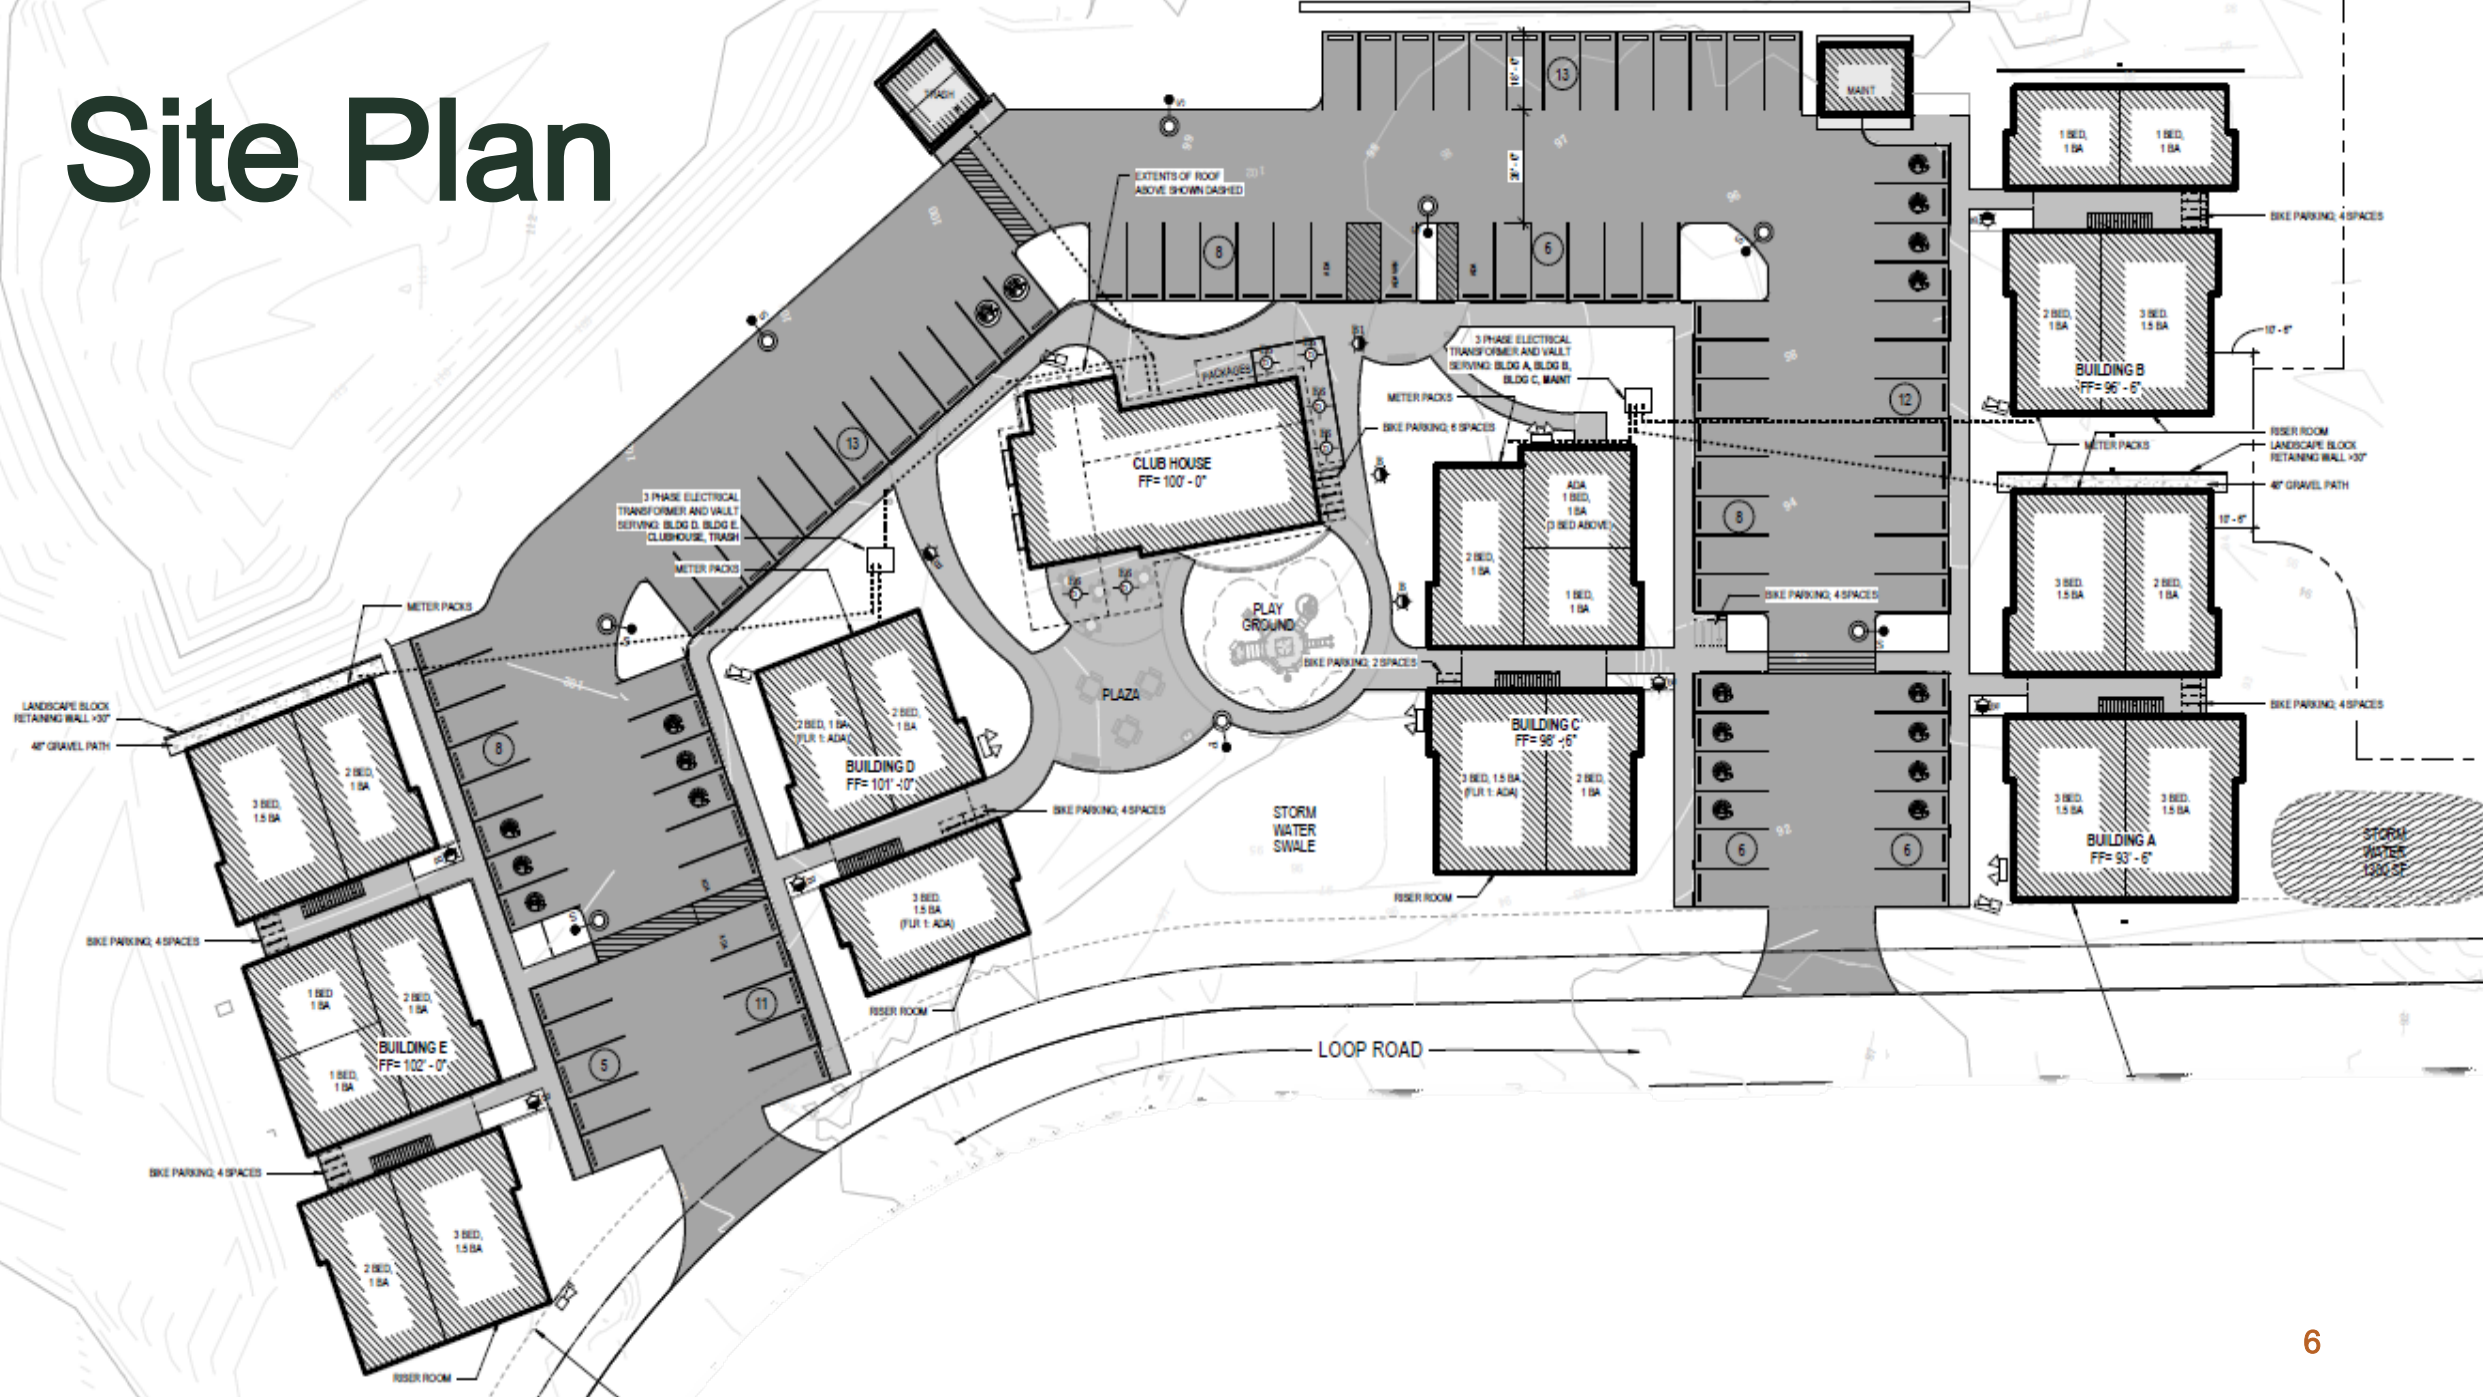 Site Plan
TRASH
13
MAINT
EXTENTS OF ROOF
ABOVE SHOWN DASHED
8
6
1 BED,
1 BA
1 BED,
1 BA
BIKE PARKING; 4 SPACES
2 BED,
1 BA
3 BED,
1.5 BA
BUILDING B
FF= 96' - 6"
10' - 6"
3 PHASE ELECTRICAL
TRANSFORMER AND VAULT
SERVING: BLDG A, BLDG B,
BLDG C, MAINT
METER PACKS
BIKE PARKING; 6 SPACES
PACKAGES
CLUB HOUSE
FF= 100' - 0"
12
13
RISER ROOM
METER PACKS
LANDSCAPE BLOCK
RETAINING WALL >30"
48" GRAVEL PATH
10' - 6"
3 PHASE ELECTRICAL
TRANSFORMER AND VAULT
SERVING: BLDG D, BLDG E,
CLUBHOUSE, TRASH
METER PACKS
METER PACKS
ADA
1 BED,
1 BA
(3 BED ABOVE)
2 BED,
1 BA
1 BED,
1 BA
8
BIKE PARKING; 4 SPACES
3 BED,
1.5 BA
2 BED,
1 BA
PLAY
GROUND
BIKE PARKING; 2 SPACES
PLAZA
LANDSCAPE BLOCK
RETAINING WALL >30"
48" GRAVEL PATH
8
2 BED, 1 BA
(FLR 1: ADA)
2 BED,
1 BA
BUILDING D
FF= 101' - 0"
BUILDING C
FF= 98' - 6"
3 BED, 1.5 BA
(FLR 1: ADA)
2 BED,
1 BA
BIKE PARKING; 4 SPACES
3 BED,
1.5 BA
2 BED,
1 BA
BIKE PARKING; 4 SPACES
STORM
WATER
SWALE
6
6
3 BED,
1.5 BA
3 BED,
1.5 BA
BUILDING A
FF= 93' - 6"
STORM
WATER
1300 SF
RISER ROOM
3 BED,
1.5 BA
(FLR 1: ADA)
BIKE PARKING; 4 SPACES
1 BED
1 BA
2 BED,
1 BA
BUILDING E
FF= 102' - 0"
1 BED,
1 BA
11
RISER ROOM
5
LOOP ROAD
BIKE PARKING; 4 SPACES
2 BED,
1 BA
3 BED,
1.5 BA
RISER ROOM
6